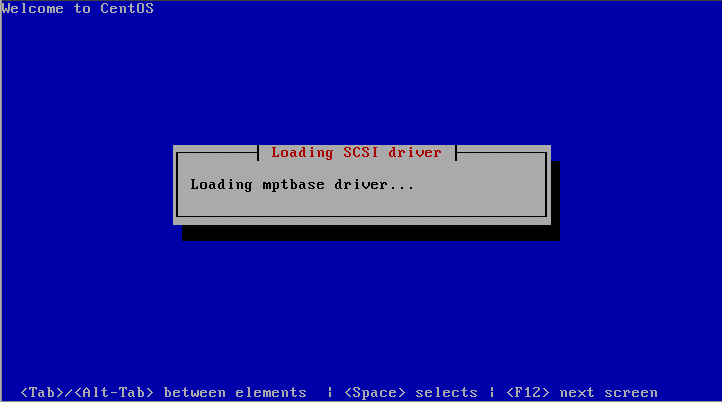 Welcome to CentOS
Loading SCSI driver
Loading mptbase driver...
<Tab>/<Alt-Tab> between elements | <Space> selects | <F12> next screen